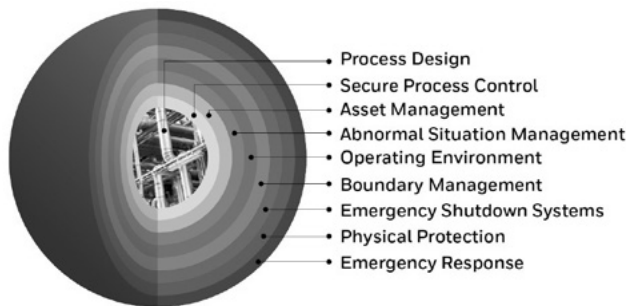 Process Design
Secure Process Control
Asset Management
Abnormal Situation Management
Operating Environment
Boundary Management
Emergency Shutdown Systems
Physical Protection
Emergency Response